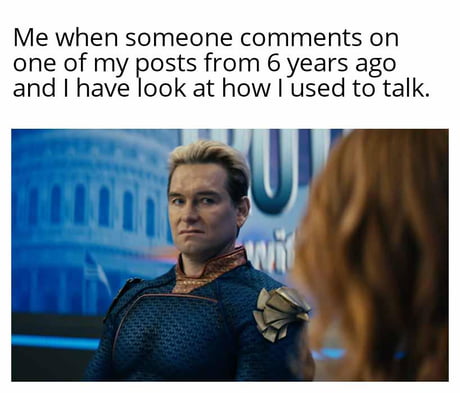 Me when someone comments on
one of my posts from 6 years ago
and I have look at how I used to talk.